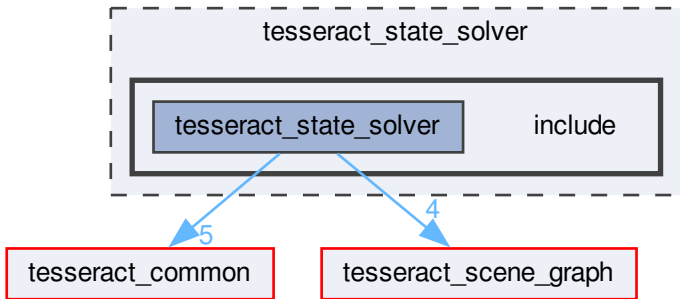 tesseract_state_solver
tesseract_state_solver
include
5
4
tesseract_common
tesseract_scene_graph